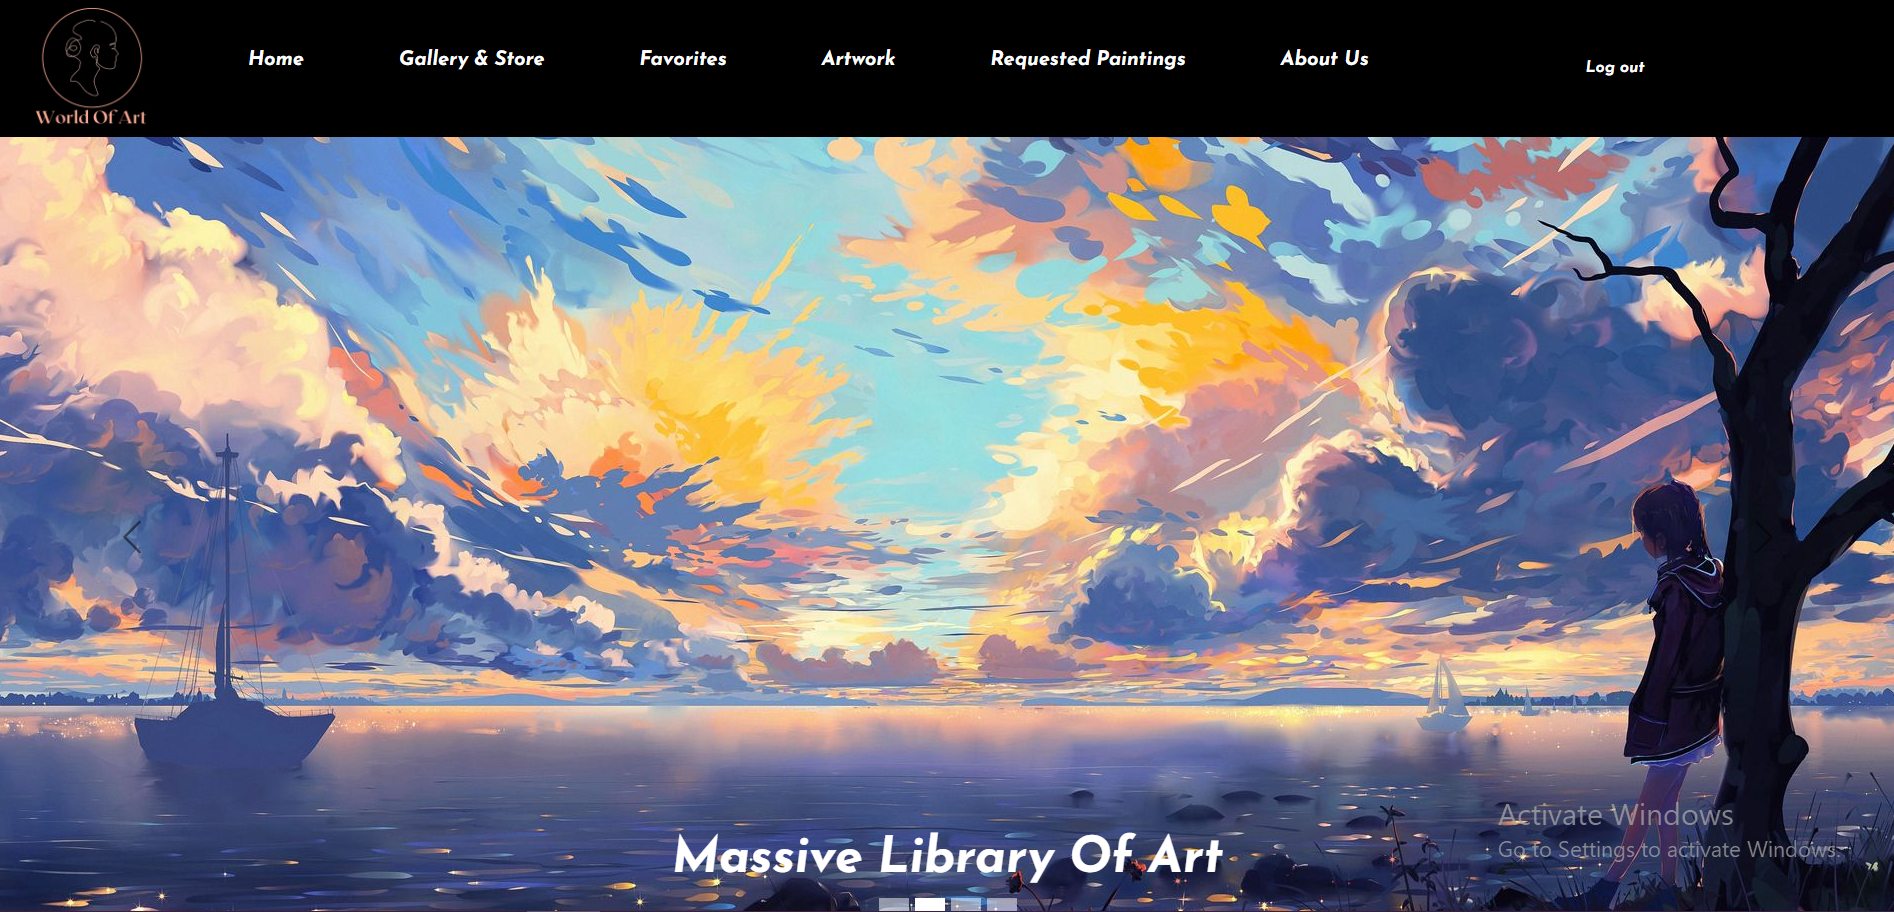 World Of Art
Home
Gallery & Store
Favorites
Artwork
Requested Paintings
About Us
Log out
Massive Library Of Art
Activate Windows
Go to Settings to activate Windows.